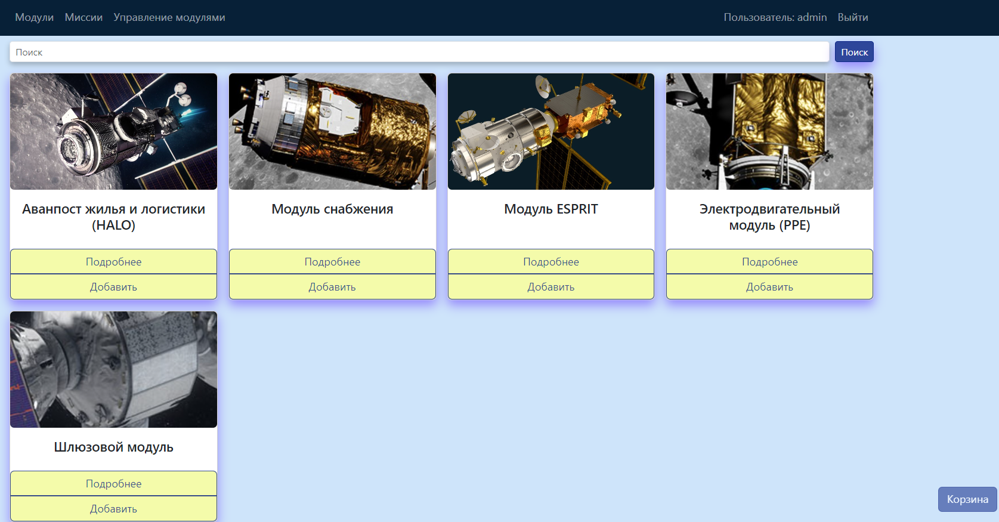 Модули Миссии Управление модулями Пользователь: admin Выйти
Поиск Поиск
Аванпост жилья и логистики
(HALO)
Подробнее
Добавить
Модуль снабжения
Подробнее
Добавить
Модуль ESPRIT
Подробнее
Добавить
Электродвигательный
модуль (PPE)
Подробнее
Добавить
Шлюзовой модуль
Подробнее
Добавить
Корзина